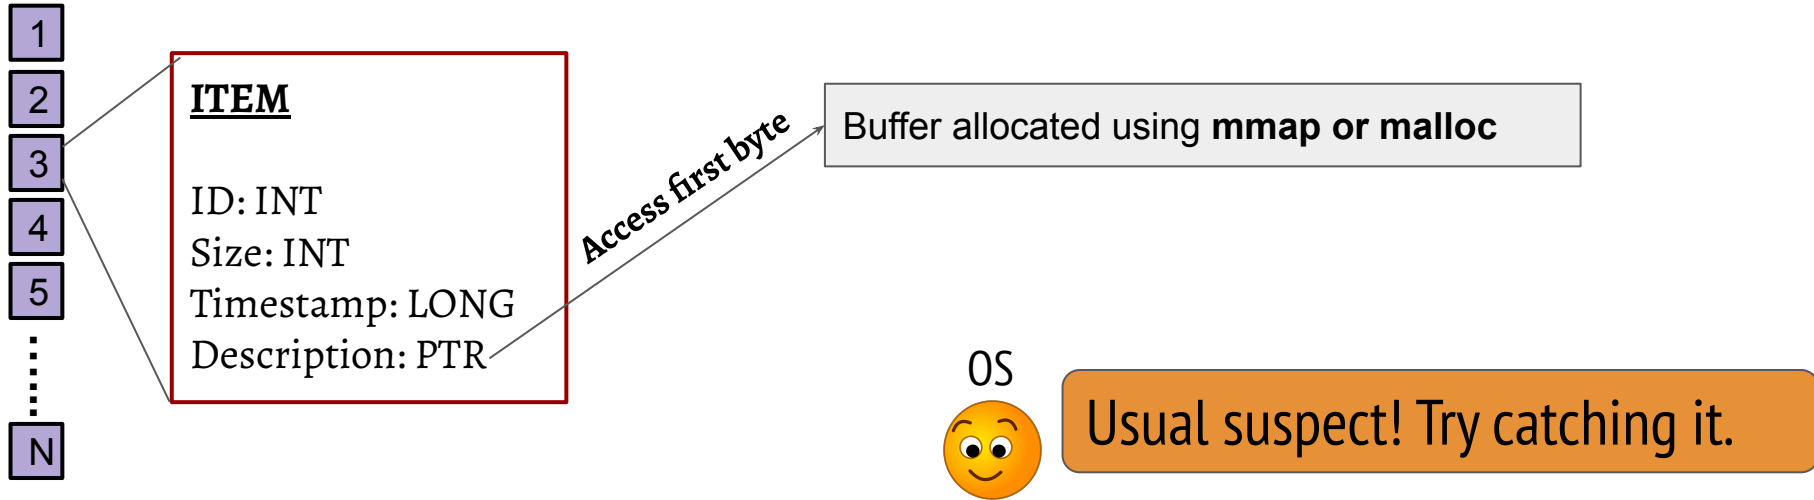 1
2
3
4
5
N
ITEM
ID: INT
Size: INT
Timestamp: LONG
Description: PTR
Access first byte
Buffer allocated using mmap or malloc
OS
Usual suspect! Try catching it.